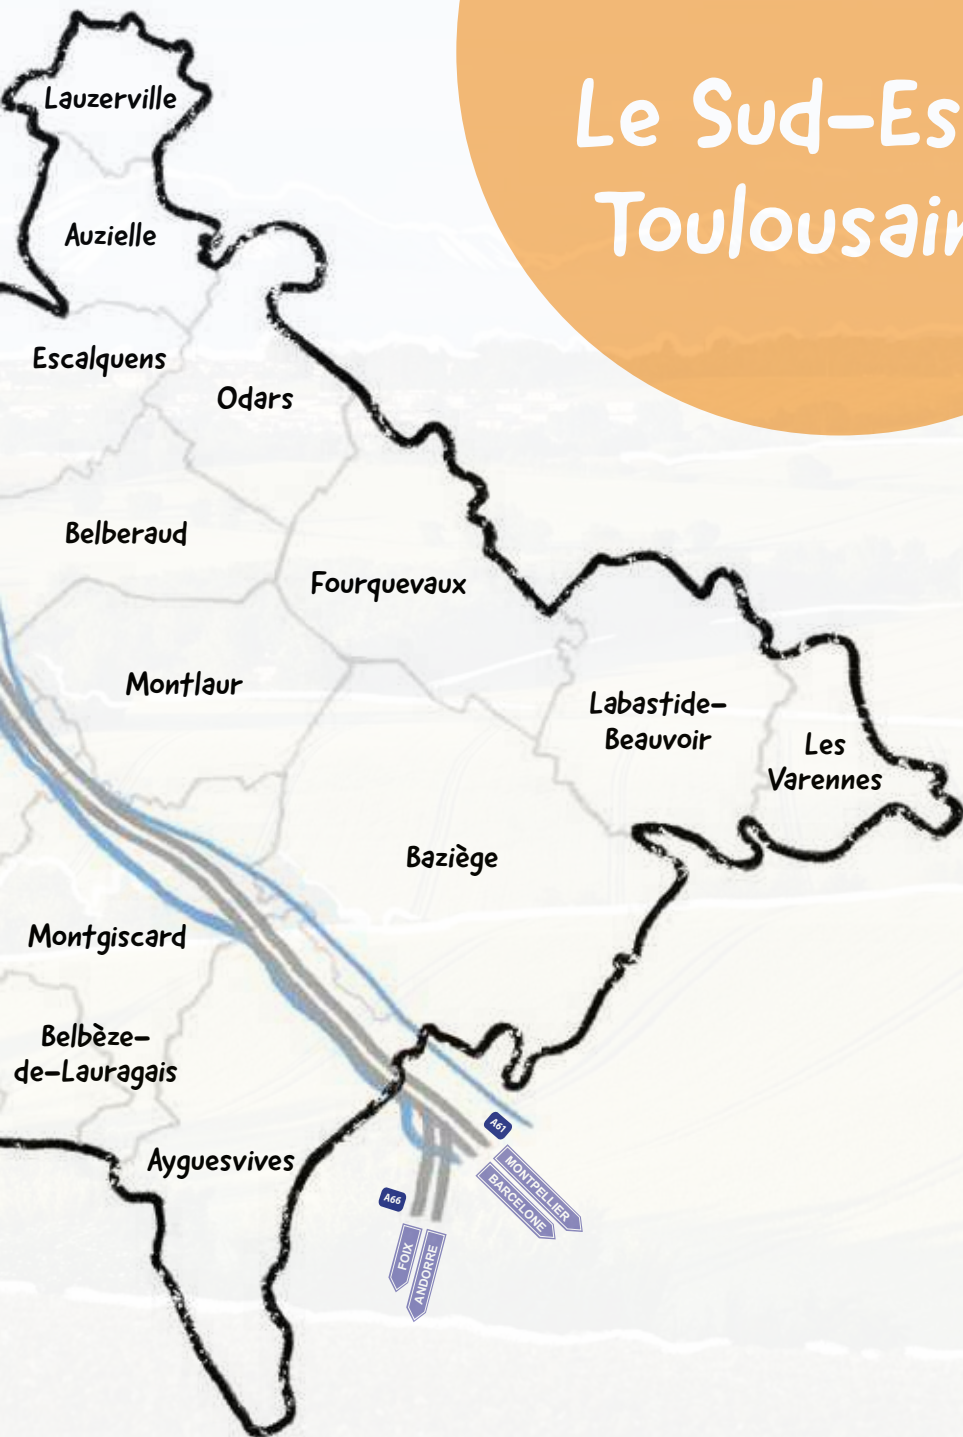 Le Sud-Es
Toulousain
Lauzerville
Auzielle
Escalquens
Odars
Belberaud
Fourquevaux
Montlaur
Labastide-
Beauvoir
Les
Varennes
Baziège
Montgiscard
Belbèze-
de-Lauragais
Ayguesvives
A61
MONTPELLIER
BARCELONE
A66
FOIX
ANDORRE